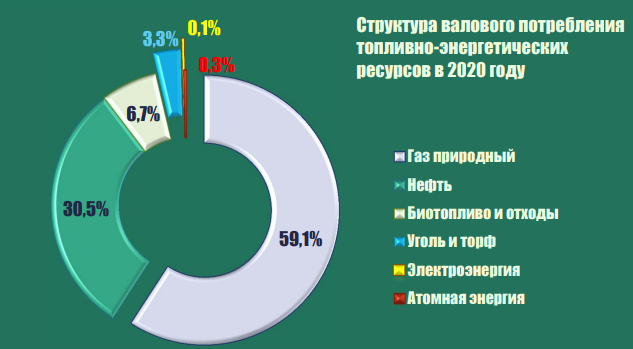 Структура валового потребления
топливно-энергетических
ресурсов в 2020 году
0,1%
3,3%
0,3%
6,7%
30,5%
59,1%
Газ природный
Нефть
Биотопливо и отходы
Уголь и торф
Электроэнергия
Атомная энергия